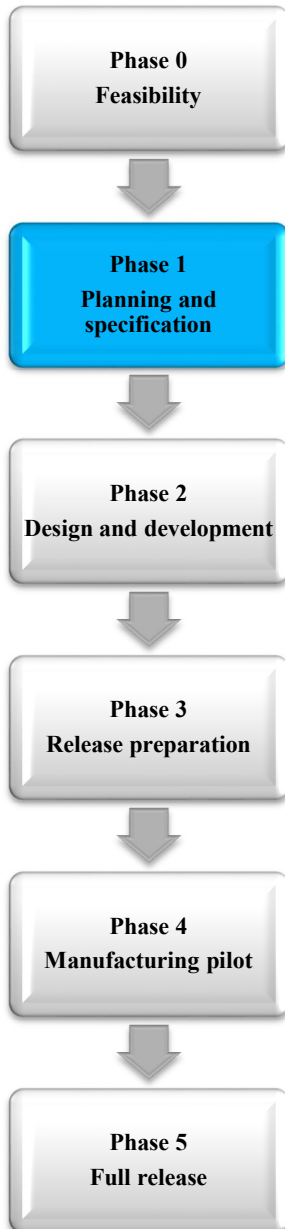 Phase 0
Feasibility
Phase 1
Planning and
specification
Phase 2
Design and development
Phase 3
Release preparation
Phase 4
Manufacturing pilot
Phase 5
Full release